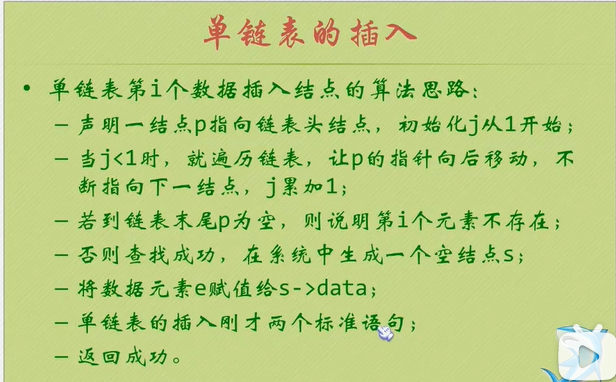 单链表的插入
• 单链表第i个数据插入结点的算法思路：
– 声明一结点p指向链表头结点，初始化j从1开始；
– 当j<1时，就遍历链表，让p的指针向后移动，不
断指向下一结点，j累加1；
– 若到链表末尾p为空，则说明第i个元素不存在；
– 否则查找成功，在系统中生成一个空结点s；
– 将数据元素e赋值给s->data；
– 单链表的插入刚才两个标准语句；
– 返回成功。